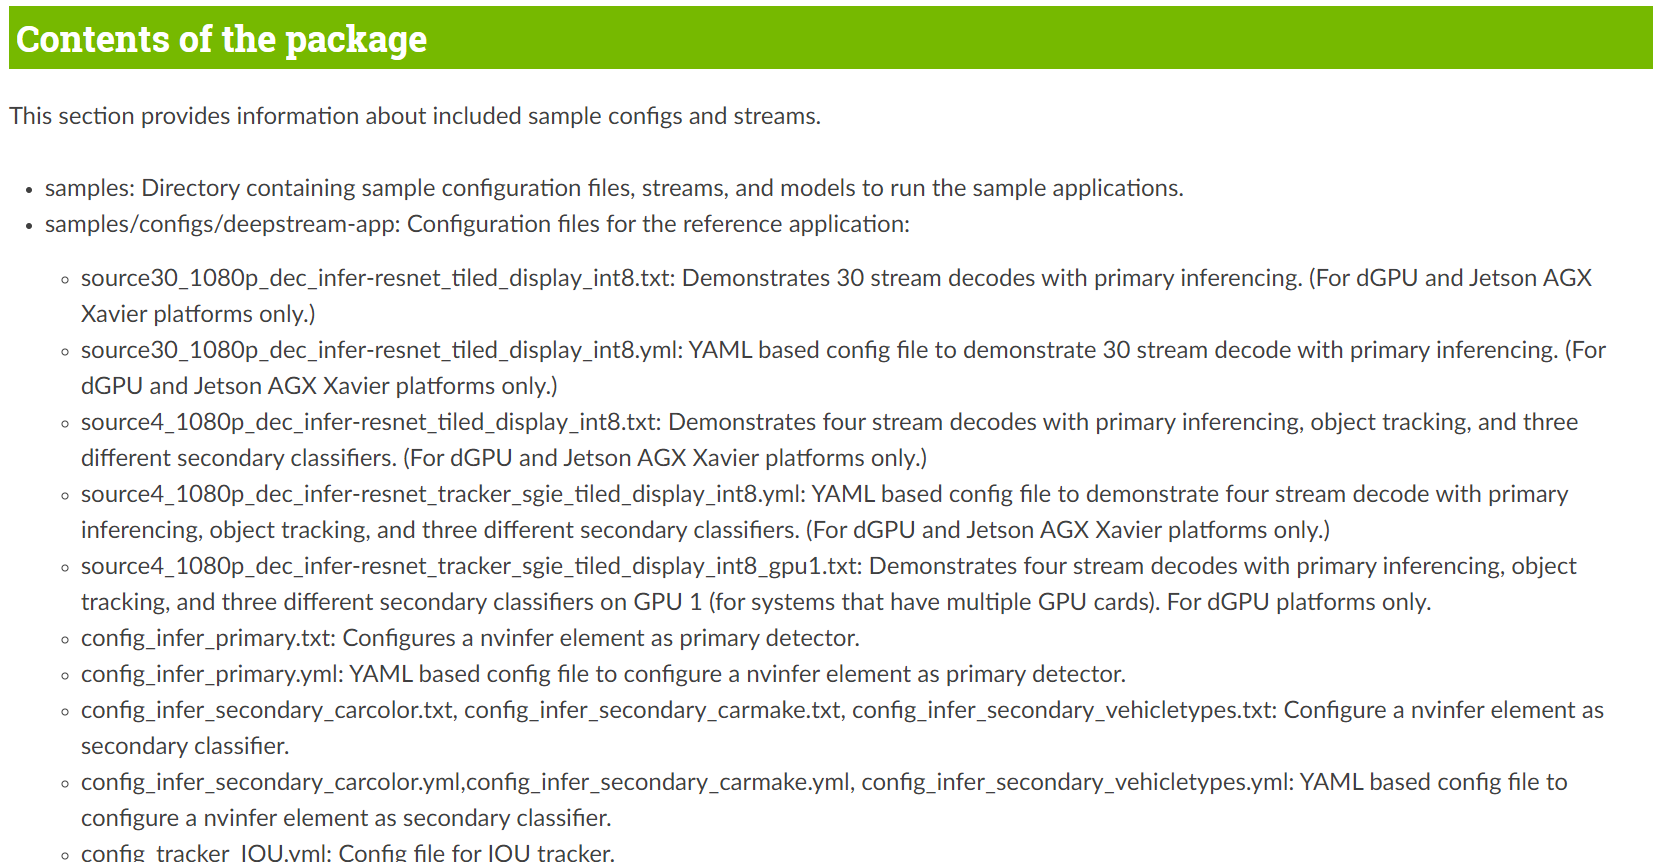 Contents of the package
This section provides information about included sample configs and streams.
• samples: Directory containing sample configuration files, streams, and models to run the sample applications.
• samples/configs/deepstream-app: Configuration files for the reference application:
◦ source30_1080p_dec_infer-resnet_tiled_display_int8.txt: Demonstrates 30 stream decodes with primary inferencing. (For dGPU and Jetson AGX
Xavier platforms only.)
◦ source30_1080p_dec_infer-resnet_tiled_display_int8.yml: YAML based config file to demonstrate 30 stream decode with primary inferencing. (For
dGPU and Jetson AGX Xavier platforms only.)
◦ source4_1080p_dec_infer-resnet_tiled_display_int8.txt: Demonstrates four stream decodes with primary inferencing, object tracking, and three
different secondary classifiers. (For dGPU and Jetson AGX Xavier platforms only.)
◦ source4_1080p_dec_infer-resnet_tracker_sgie_tiled_display_int8.yml: YAML based config file to demonstrate four stream decode with primary
inferencing, object tracking, and three different secondary classifiers. (For dGPU and Jetson AGX Xavier platforms only.)
◦ source4_1080p_dec_infer-resnet_tracker_sgie_tiled_display_int8_gpu1.txt: Demonstrates four stream decodes with primary inferencing, object
tracking, and three different secondary classifiers on GPU 1 (for systems that have multiple GPU cards). For dGPU platforms only.
◦ config_infer_primary.txt: Configures a nvinfer element as primary detector.
◦ config_infer_primary.yml: YAML based config file to configure a nvinfer element as primary detector.
◦ config_infer_secondary_carcolor.txt, config_infer_secondary_carmake.txt, config_infer_secondary_vehicletypes.txt: Configure a nvinfer element as
secondary classifier.
◦ config_infer_secondary_carcolor.yml,config_infer_secondary_carmake.yml, config_infer_secondary_vehicletypes.yml: YAML based config file to
configure a nvinfer element as secondary classifier.
◦ config_tracker_IOU.yml: Config file for IOU tracker.